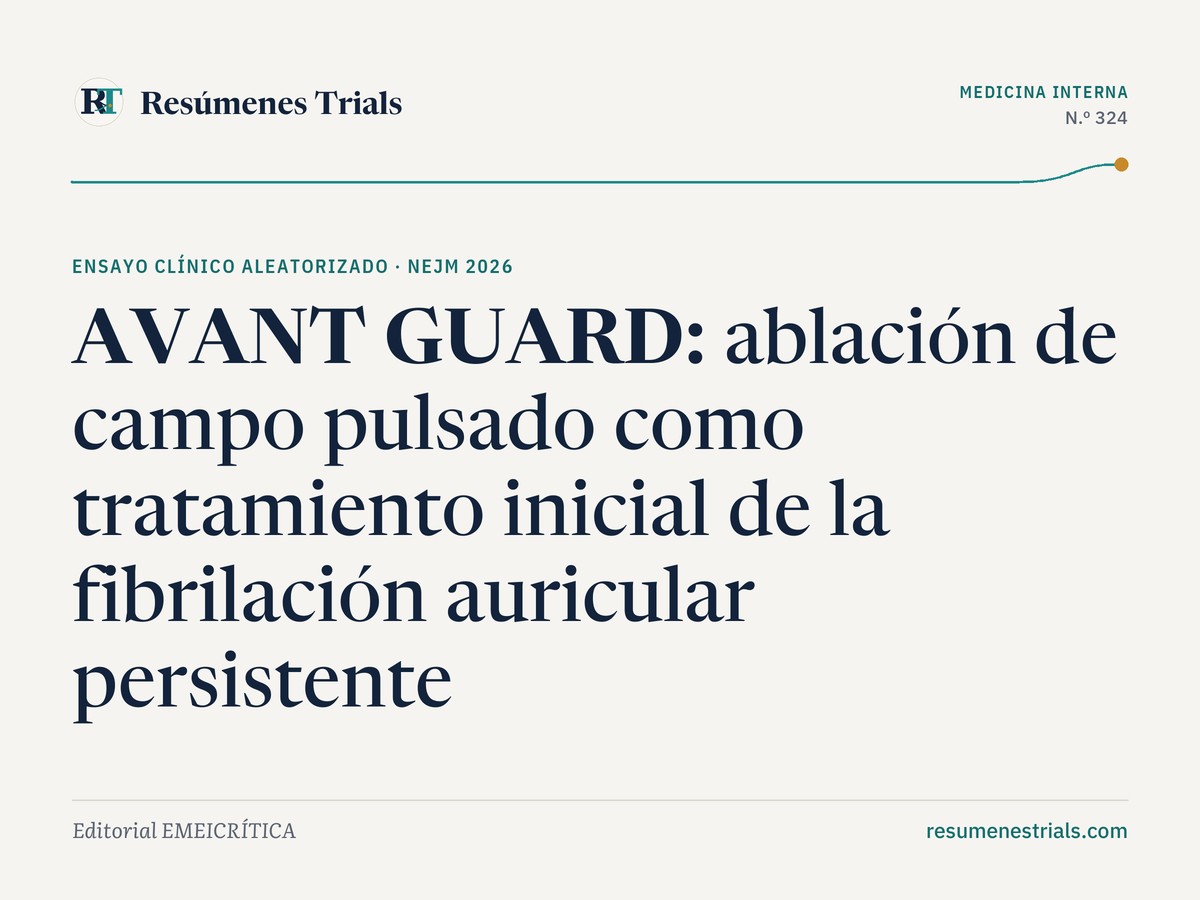 RT Resúmenes Trials
MEDICINA INTERNA
N.º 324
ENSAYO CLÍNICO ALEATORIZADO · NEJM 2026
AVANT GUARD: ablación de
campo pulsado como
tratamiento inicial de la
fibrilación auricular
persistente
Editorial EMEICRÍTICA
resumenestrials.com